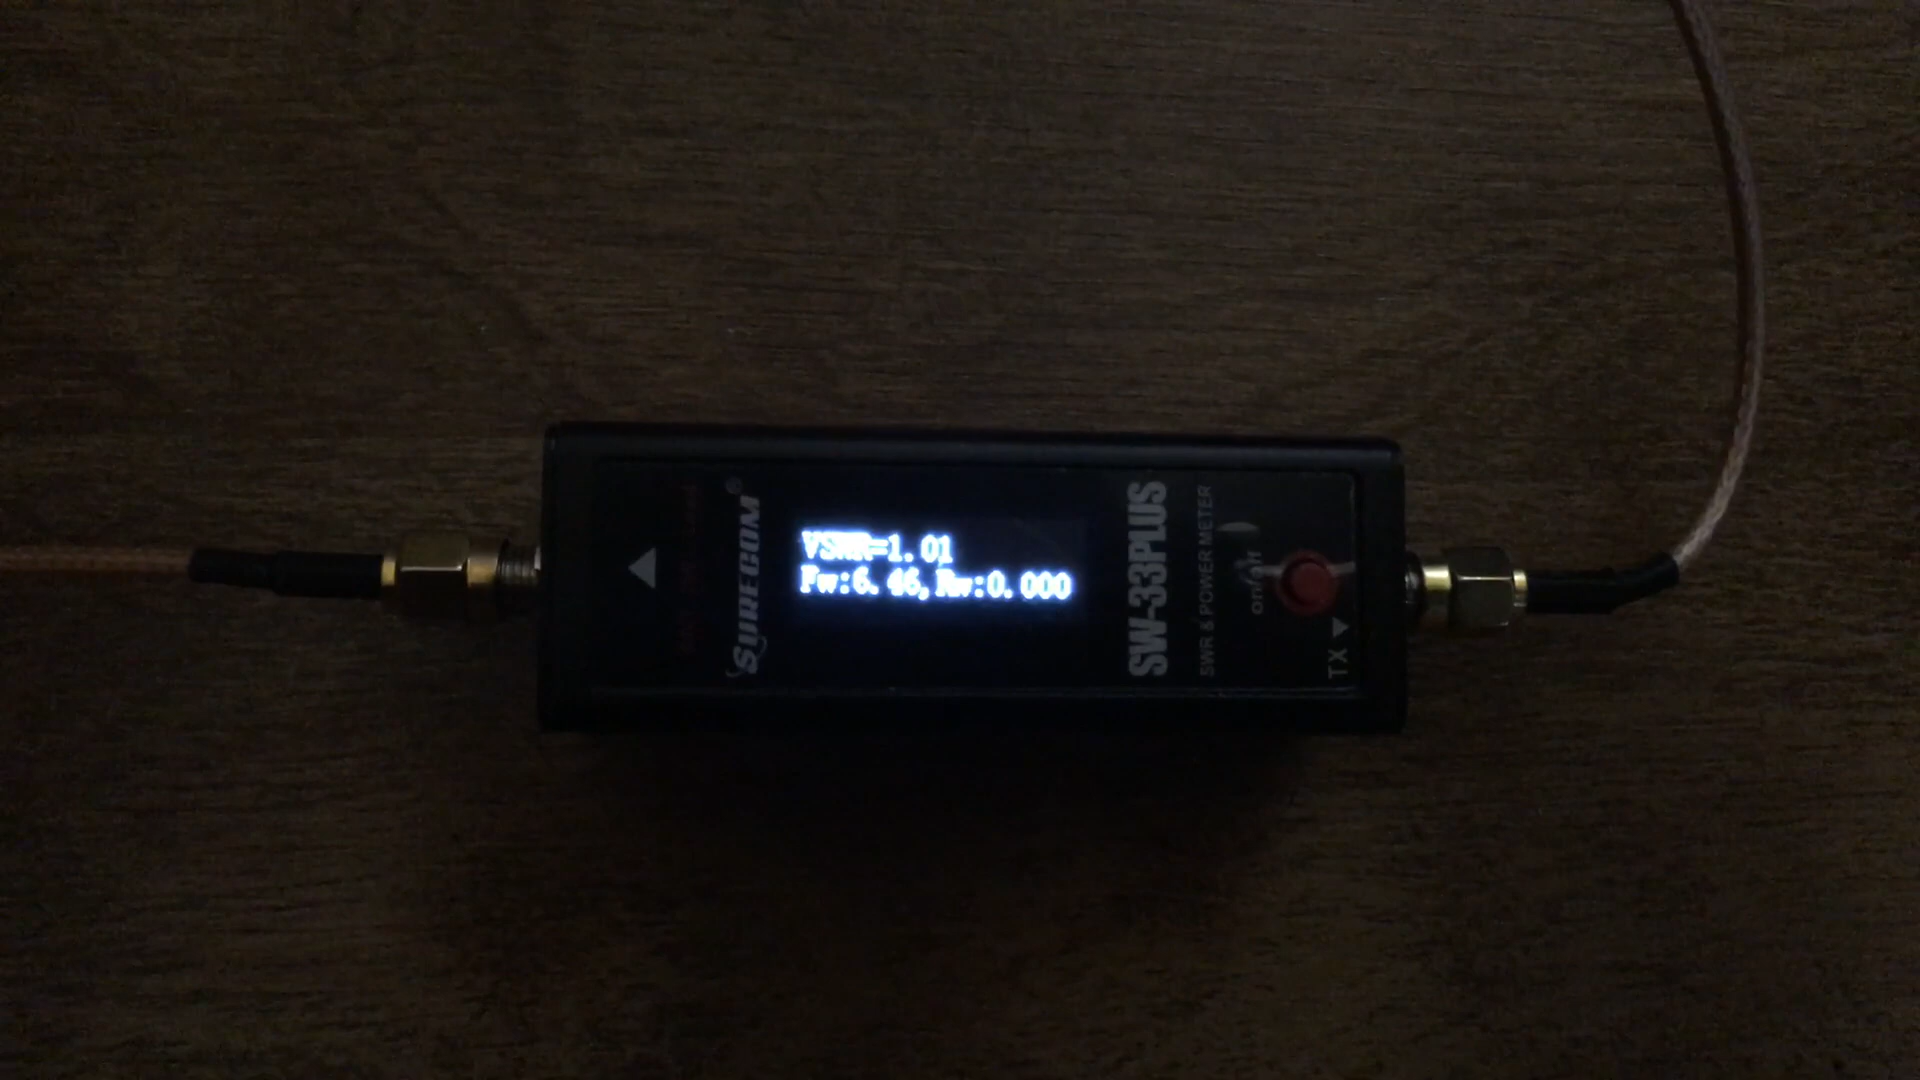 VSWR=1.01
Fw:6.46,Rw:0.000
SURECOM®
SW-33PLUS
SWR & POWER METER
on/off
TX